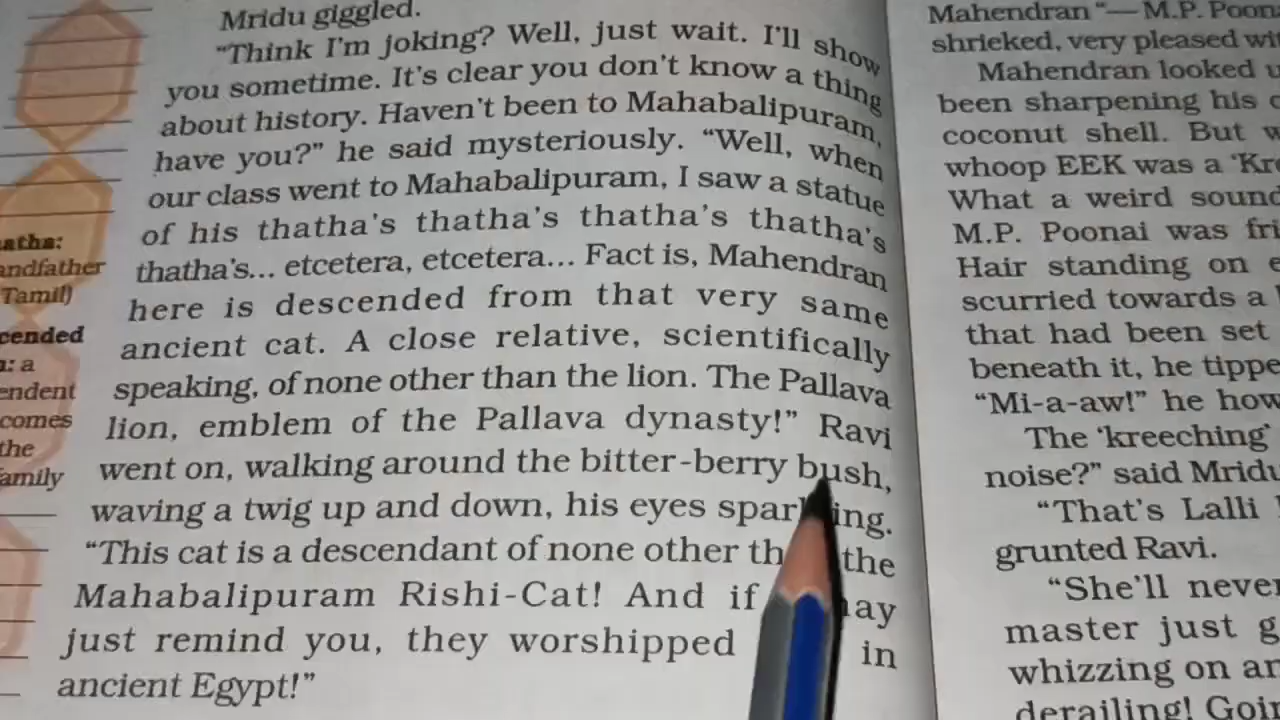 Mridu giggled.
"Think I'm joking? Well, just wait. I'll show
you sometime. It's clear you don't know a thing
about history. Haven't been to Mahabalipuram,
have you?" he said mysteriously. "Well, when
our class went to Mahabalipuram, I saw a statue
of his thatha's thatha's thatha's thatha's
thatha's... etcetera, etcetera... Fact is, Mahendran
here is descended from that very same
ancient cat. A close relative, scientifically
speaking, of none other than the lion. The Pallava
lion, emblem of the Pallava dynasty!" Ravi
went on, walking around the bitter-berry bush,
waving a twig up and down, his eyes spar ing.
"This cat is a descendant of none other th the
Mahabalipuram Rishi-Cat! And if ay
just remind you, they worshipped in
ancient Egypt!"
atha:
andfather
Tamil)
cended
: a
endent
comes
the
amily
Mahendran "— M.P. Poona
shrieked, very pleased wit
Mahendran looked u
been sharpening his
coconut shell. But w
whoop EEK was a 'Kre
What a weird sound
M.P. Poonai was fri
Hair standing on e
scurried towards a
that had been set
beneath it, he tippe
"Mi-a-aw!" he how
The 'kreeching'
noise?" said Mridu
"That's Lalli
grunted Ravi.
"She'll never
master just g
whizzing on an
derailing! Goin